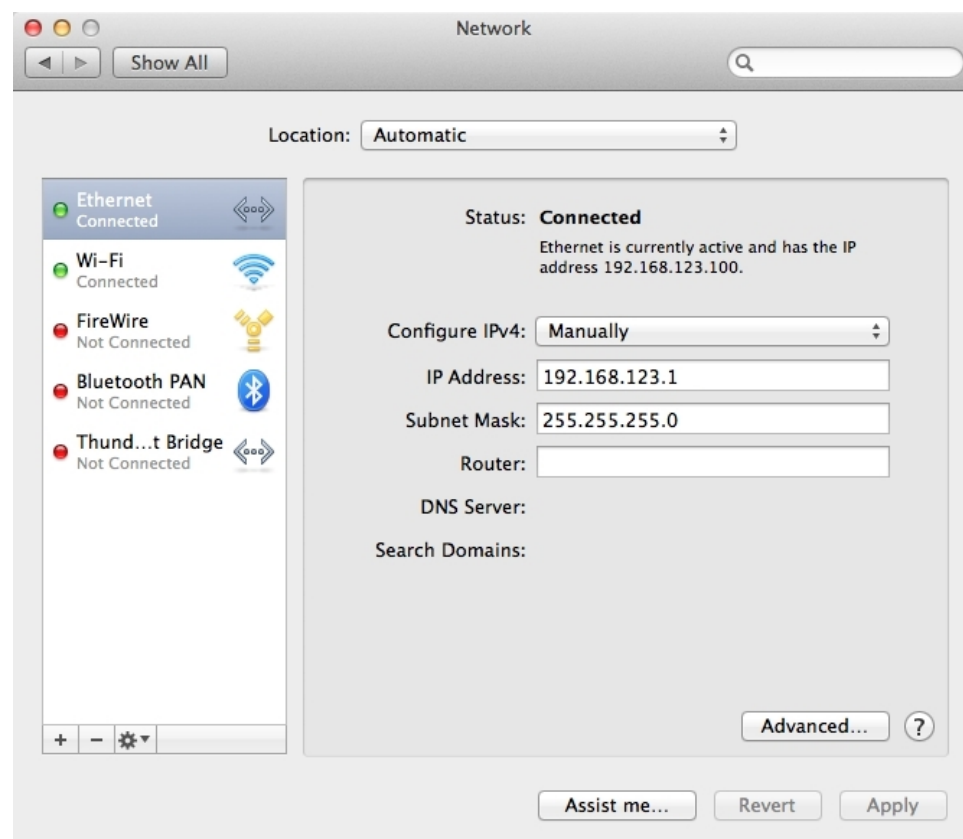 Network
Show All
Location: Automatic
Ethernet
Connected
Wi-Fi
Connected
FireWire
Not Connected
Bluetooth PAN
Not Connected
Thund...t Bridge
Not Connected
Status: Connected
Ethernet is currently active and has the IP
address 192.168.123.100.
Configure IPv4: Manually
IP Address: 192.168.123.1
Subnet Mask: 255.255.255.0
Router:
DNS Server:
Search Domains:
+ −
Advanced... ?
Assist me... Revert Apply